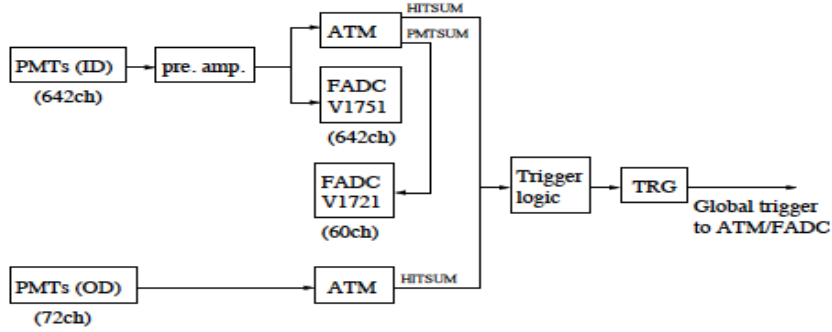 HITSUM
ATM
PMTSUM
PMTs (ID)
pre. amp.
(642ch)
FADC
V1751
(642ch)
FADC
V1721
(60ch)
Trigger
logic
TRG
Global trigger
to ATM/FADC
PMTs (OD)
ATM
HITSUM
(72ch)